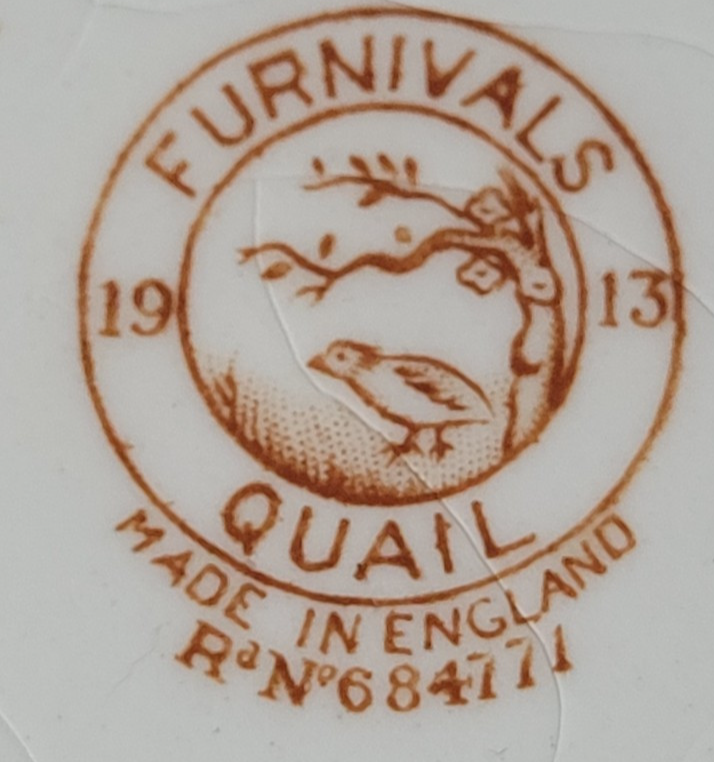 FURNIVALS
19 13
QUAIL
MADE IN ENGLAND
Rd No 684771